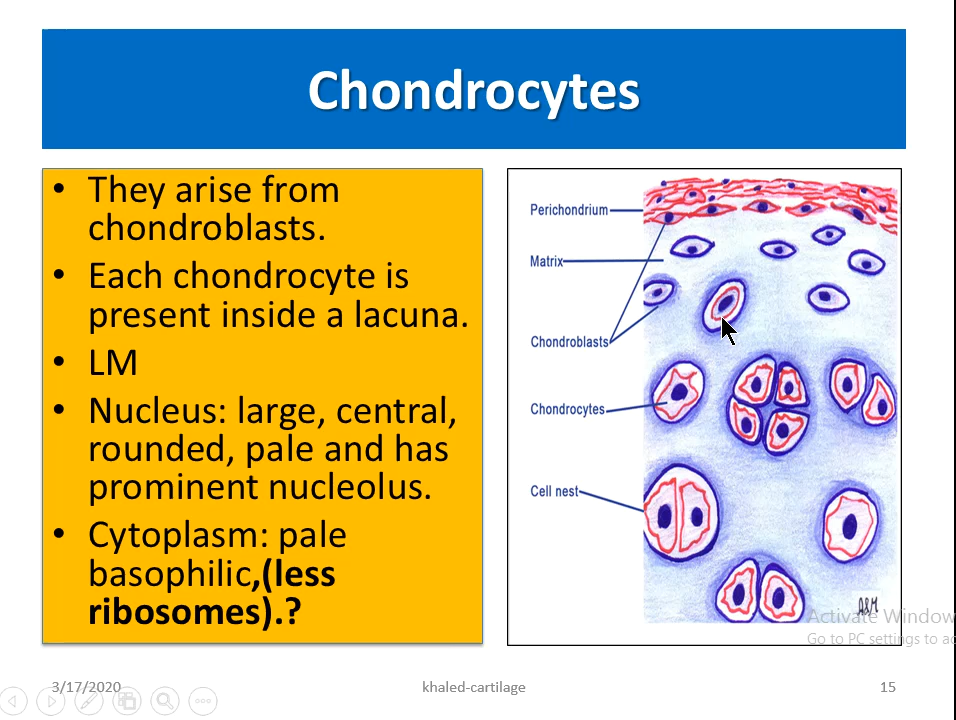 Chondrocytes
• They arise from
chondroblasts.
• Each chondrocyte is
present inside a lacuna.
• LM
• Nucleus: large, central,
rounded, pale and has
prominent nucleolus.
• Cytoplasm: pale
basophilic,(less
ribosomes).?
Perichondrium
Matrix
Chondroblasts
Chondrocytes
Cell nest
Activate Window
Go to PC settings to ac
3/17/2020
khaled-cartilage
15